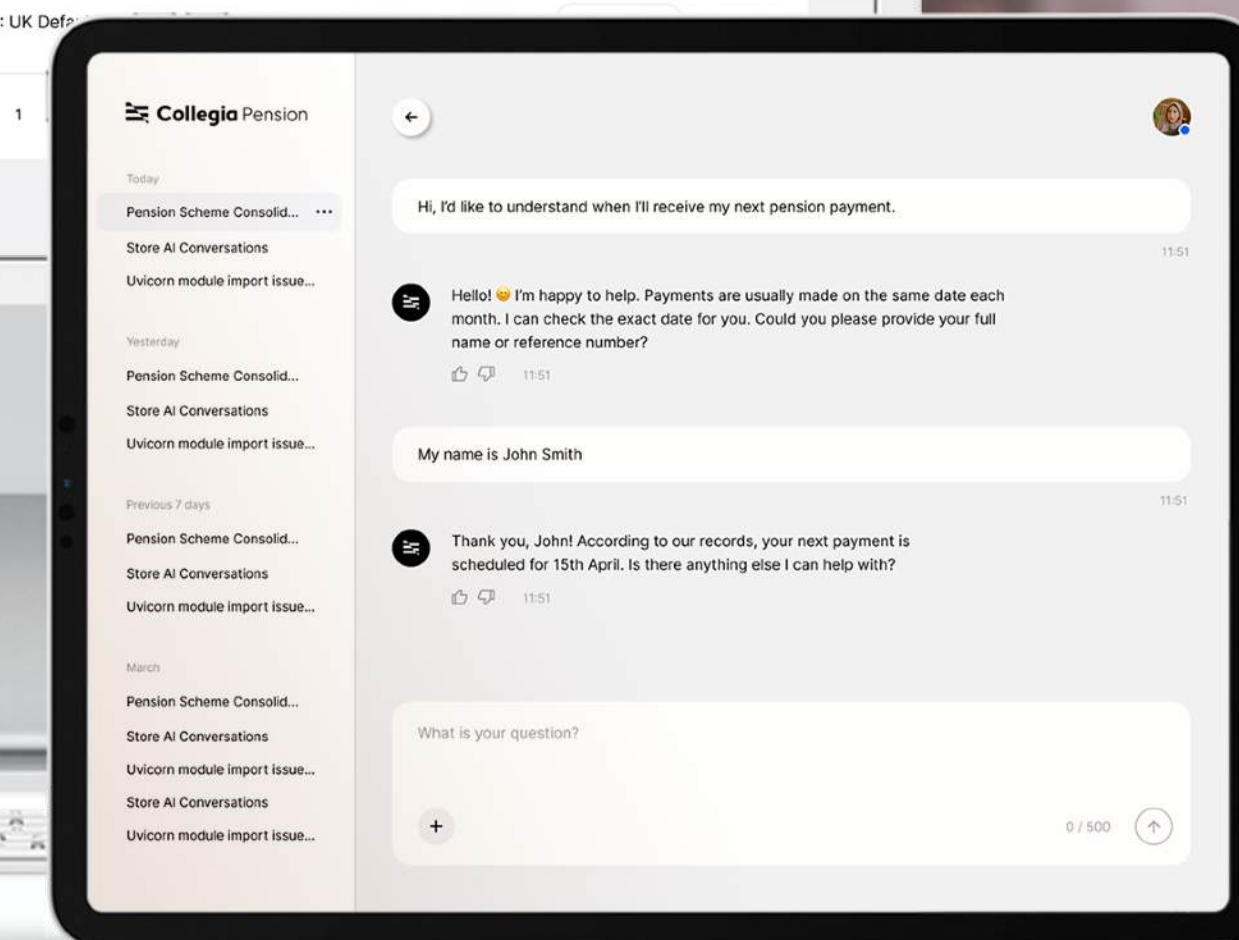 : UK Defa
1
Collegia Pension
Today
Pension Scheme Consolid... ...
Store AI Conversations
Uvicorn module import issue...
Yesterday
Pension Scheme Consolid...
Store AI Conversations
Uvicorn module import issue...
Previous 7 days
Pension Scheme Consolid...
Store AI Conversations
Uvicorn module import issue...
March
Pension Scheme Consolid...
Store AI Conversations
Uvicorn module import issue...
Store AI Conversations
Uvicorn module import issue...
Hi, I'd like to understand when I'll receive my next pension payment.
11:51
Hello! 😊 I'm happy to help. Payments are usually made on the same date each
month. I can check the exact date for you. Could you please provide your full
name or reference number?
11:51
My name is John Smith
11:51
Thank you, John! According to our records, your next payment is
scheduled for 15th April. Is there anything else I can help with?
11:51
What is your question?
+
0 / 500